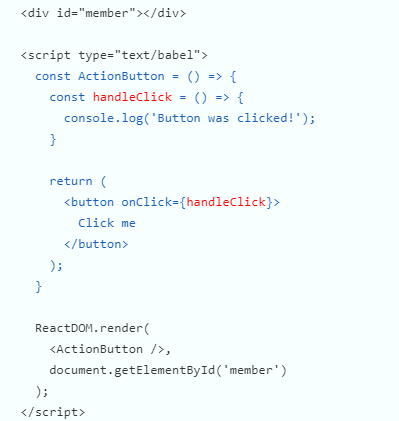 <div id="member"></div>

<script type="text/babel">
  const ActionButton = () => {
    const handleClick = () => {
      console.log('Button was clicked!');
    }

    return (
      <button onClick={handleClick}>
        Click me
      </button>
    );
  }

  ReactDOM.render(
    <ActionButton />,
    document.getElementById('member')
  );
</script>